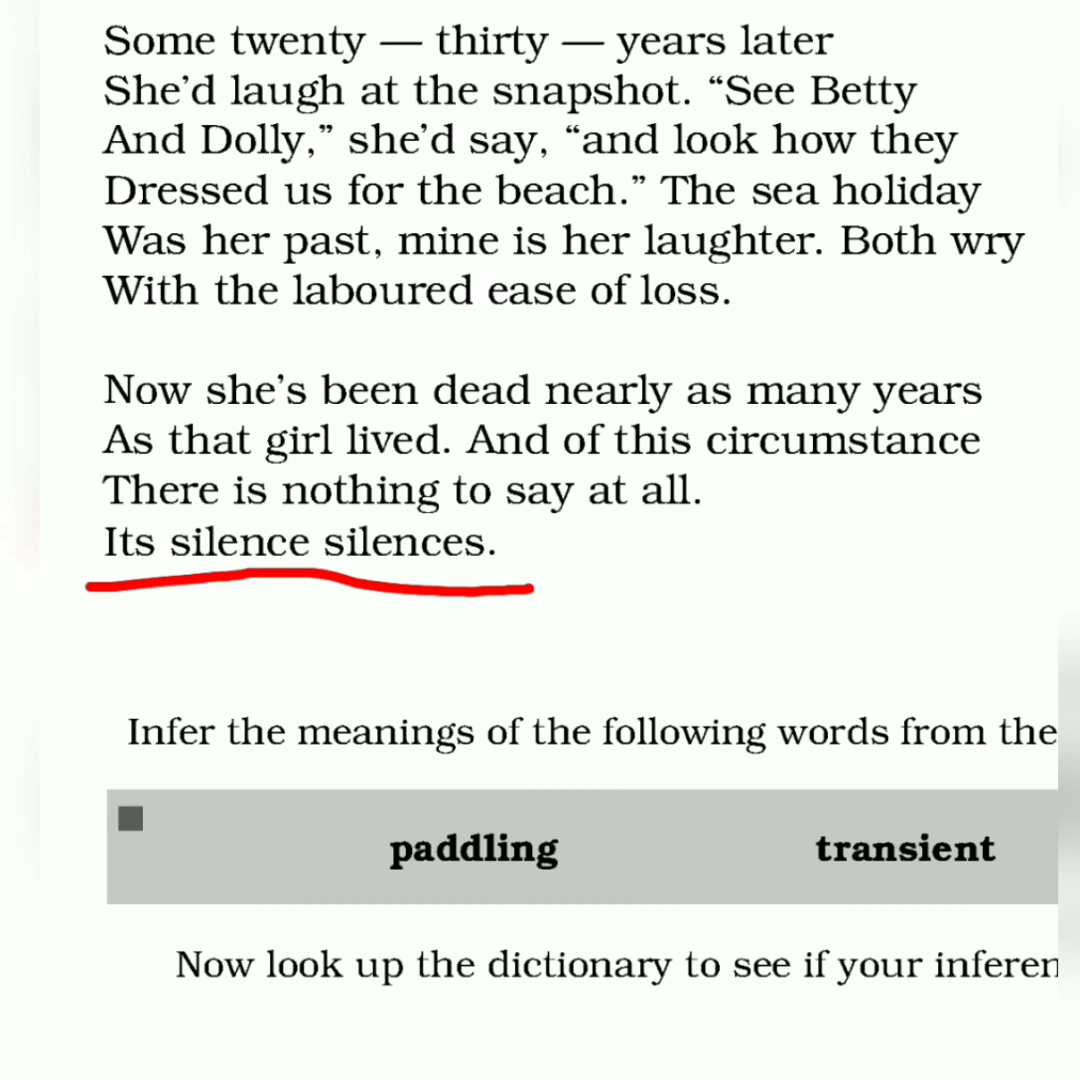 Some twenty — thirty — years later
She’d laugh at the snapshot. “See Betty
And Dolly,” she’d say, “and look how they
Dressed us for the beach.” The sea holiday
Was her past, mine is her laughter. Both wry
With the laboured ease of loss.
Now she’s been dead nearly as many years
As that girl lived. And of this circumstance
There is nothing to say at all.
Its silence silences.
Infer the meanings of the following words from the
paddling transient
Now look up the dictionary to see if your